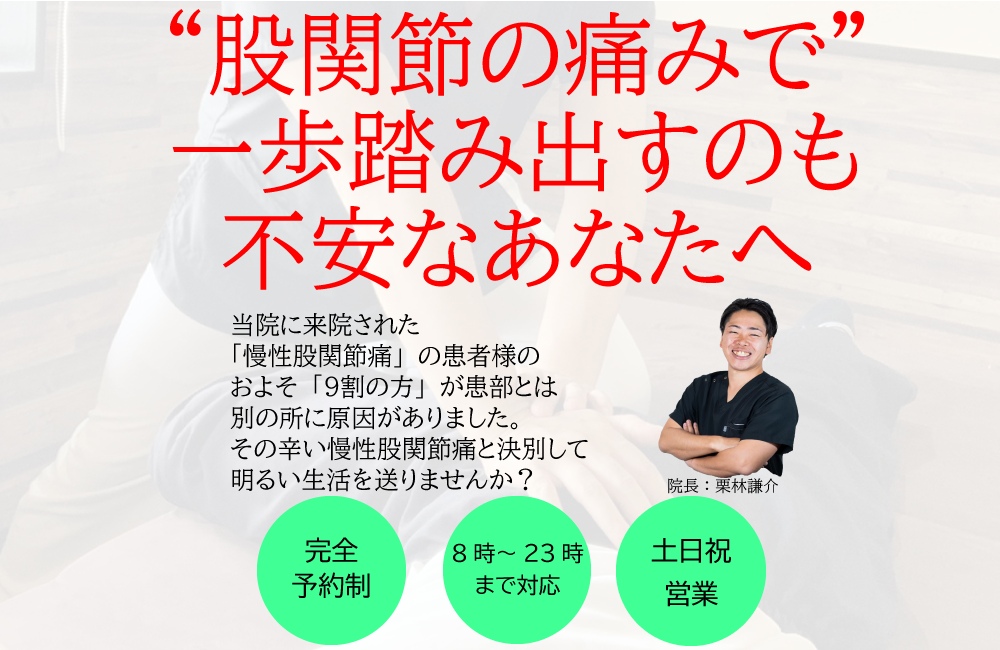 “股関節の痛みで”
一歩踏み出すのも
不安なあなたへ
当院に来院された
「慢性股関節痛」の患者様の
およそ「9割の方」が患部とは
別の所に原因がありました。
その辛い慢性股関節痛と決別して
明るい生活を送りませんか？
院長：栗林謙介
完全
予約制
8時～23時
まで対応
土日祝
営業